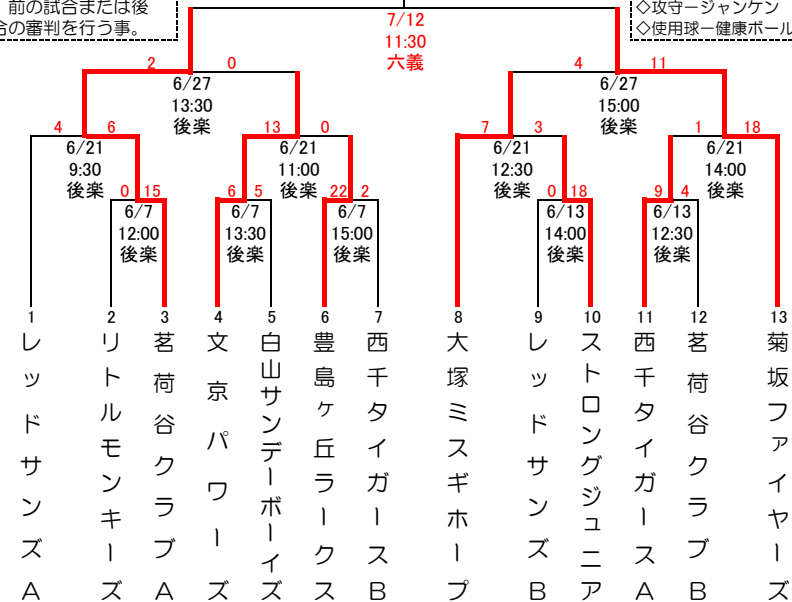 前の試合または後
合の審判を行う事。
◇攻守ージャンケン
◇使用球ー健康ボール
7/12
11:30
六義
2 0
6/27
13:30
後楽
4 11
6/27
15:00
後楽
4 6
6/21
9:30
後楽
13 0
6/21
11:00
後楽
7 3
6/21
12:30
後楽
1 18
6/21
14:00
後楽
0 15
6/7
12:00
後楽
6 5
6/7
13:30
後楽
22 2
6/7
15:00
後楽
0 18
6/13
14:00
後楽
9 4
6/13
12:30
後楽
1
レッドサンズA
2
リトルモンキーズ
3
茗荷谷クラブA
4
文京パワーズ
5
白山サンデーボーイズ
6
豊島ヶ丘ラークス
7
西千タイガースB
8
大塚ミスギホープ
9
レッドサンズB
10
ストロングジュニア
11
西千タイガースA
12
茗荷谷クラブB
13
菊坂ファイヤーズ